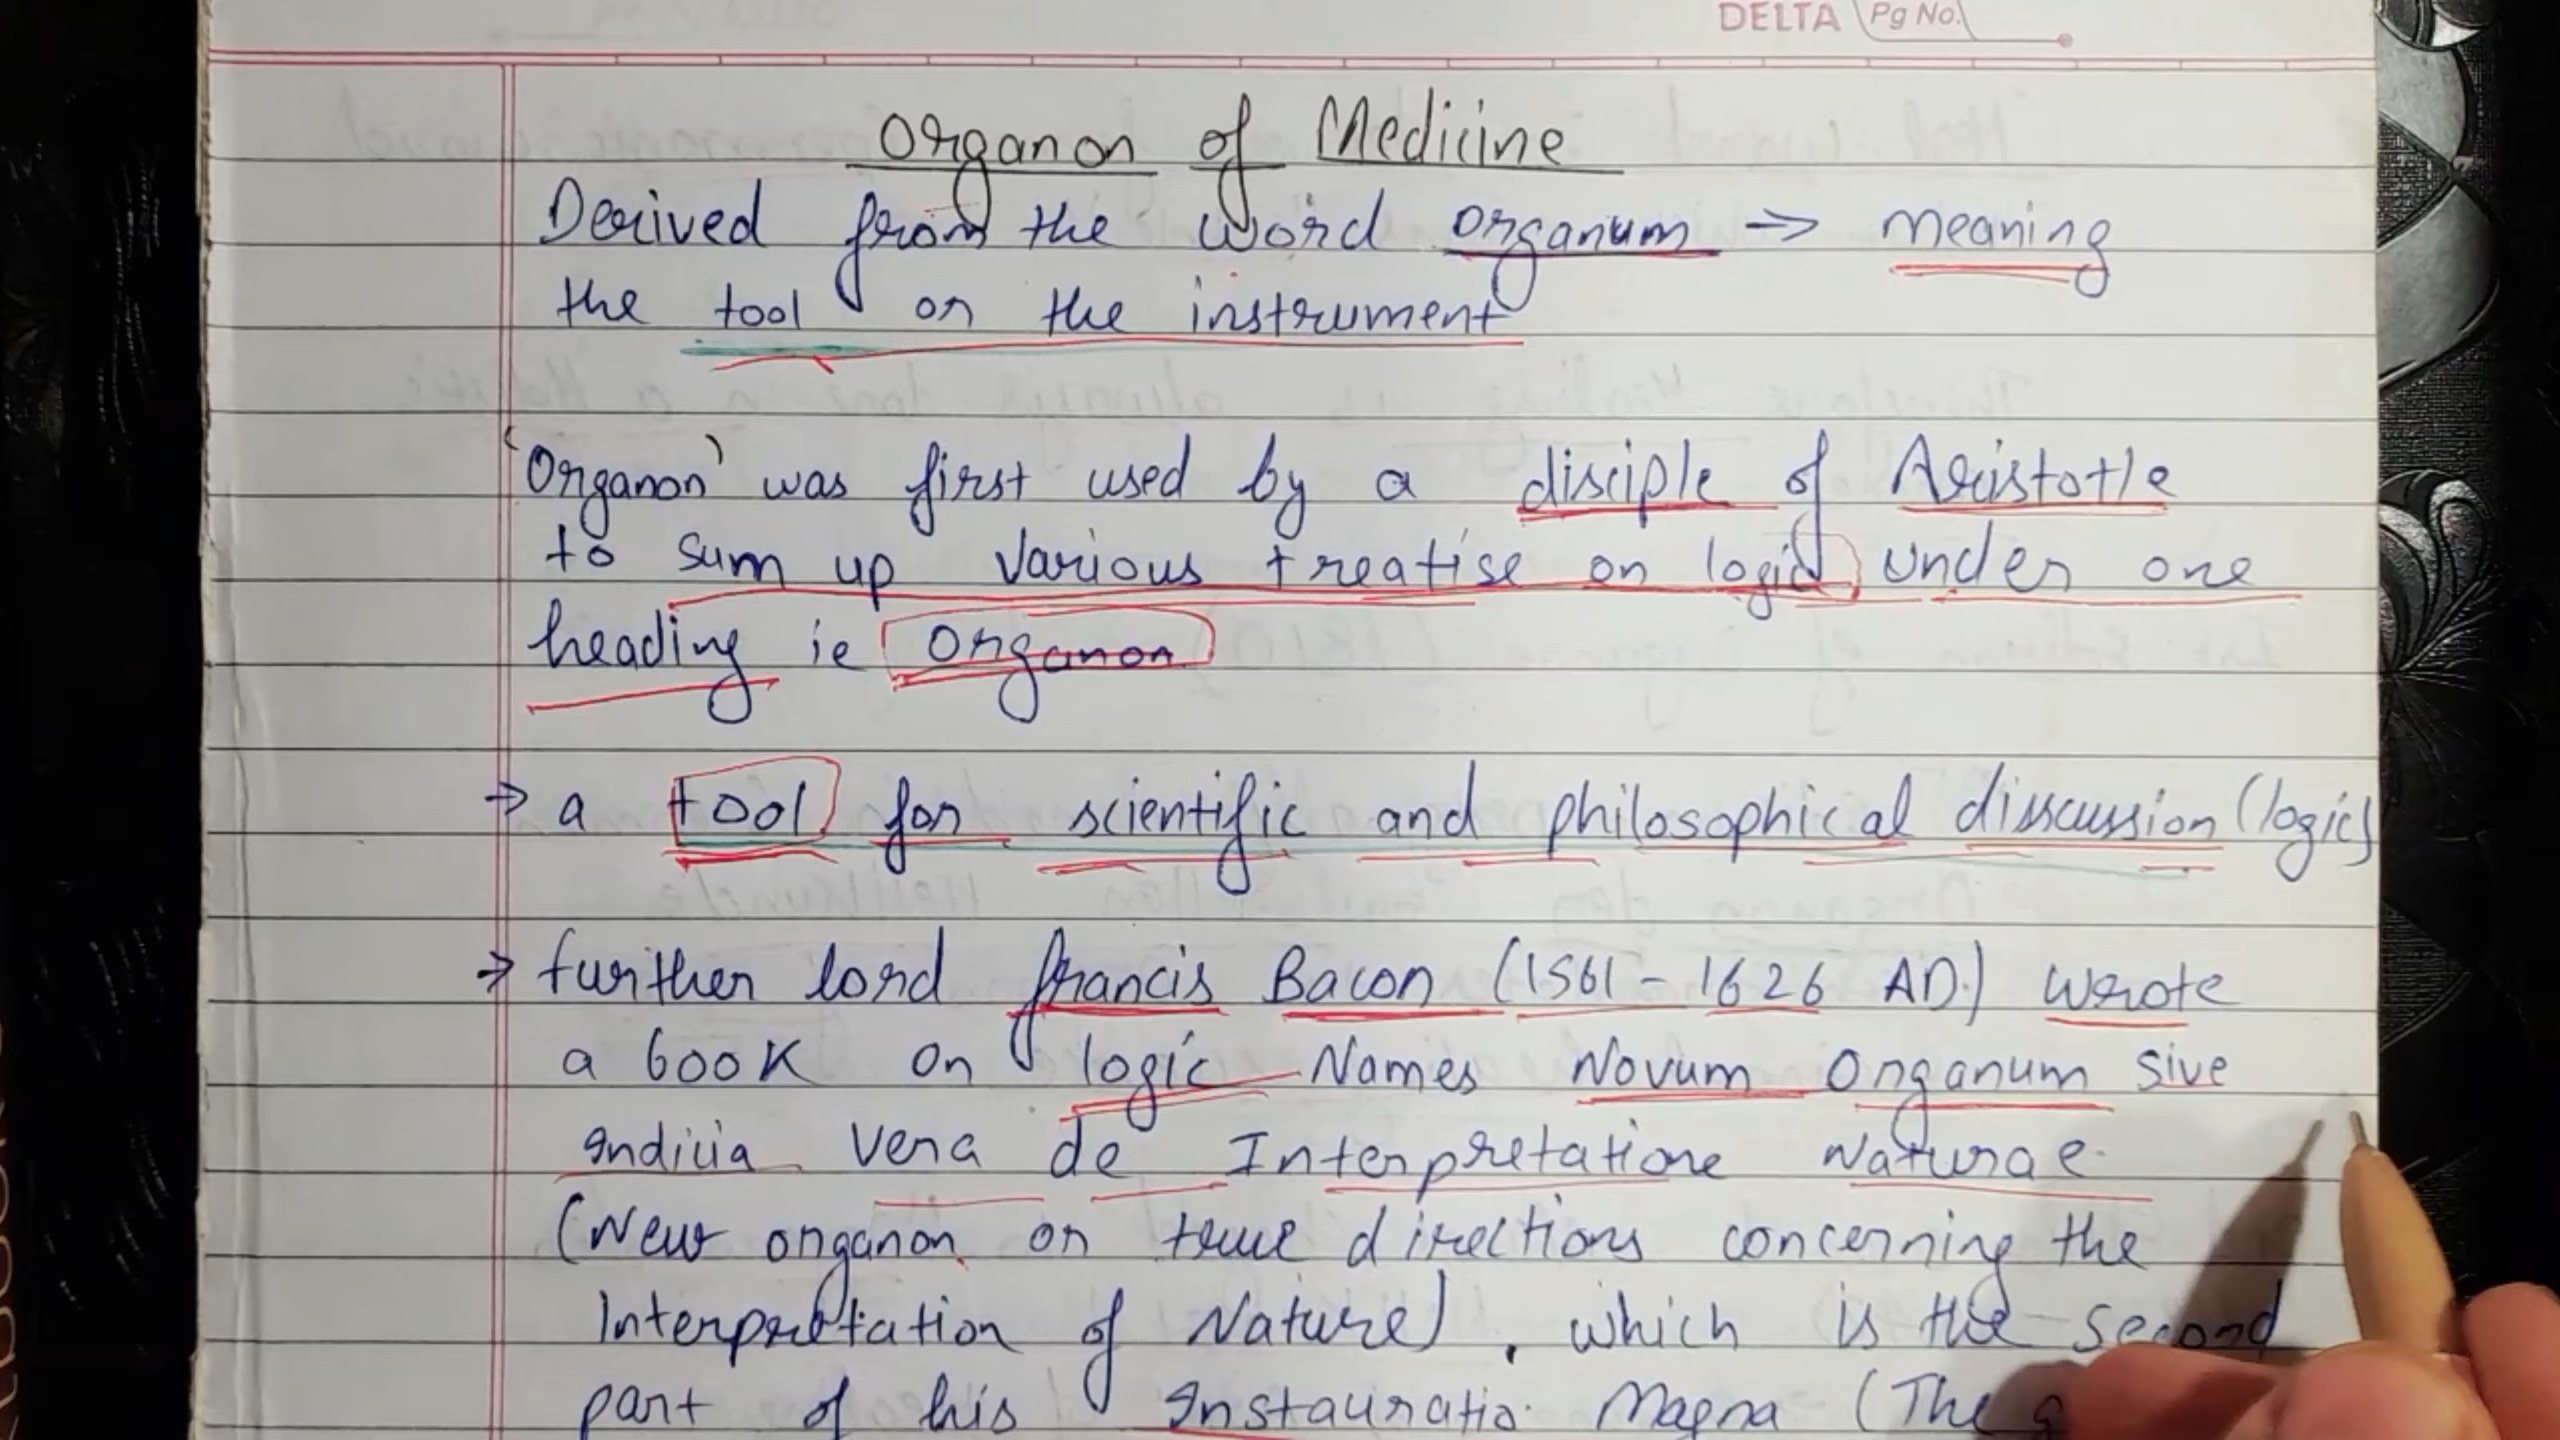 DELTA Pg No.
Organon of Medicine
Derived from the word organum → meaning
the tool or the instrument
'Organon' was first used by a disciple of Aristotle
to sum up various treatise on logic under one
heading ie Organon
→ a tool for scientific and philosophical discussion (logic)
→ further lord francis Bacon (1561-1626 AD.) wrote
a book on logic Names Novum Organum sive
Indicia Vera de Interpretatione Naturae.
(New organon or true directions concerning the
Interpretation of Nature), which is the second
part of his Instauratio Magna (The g